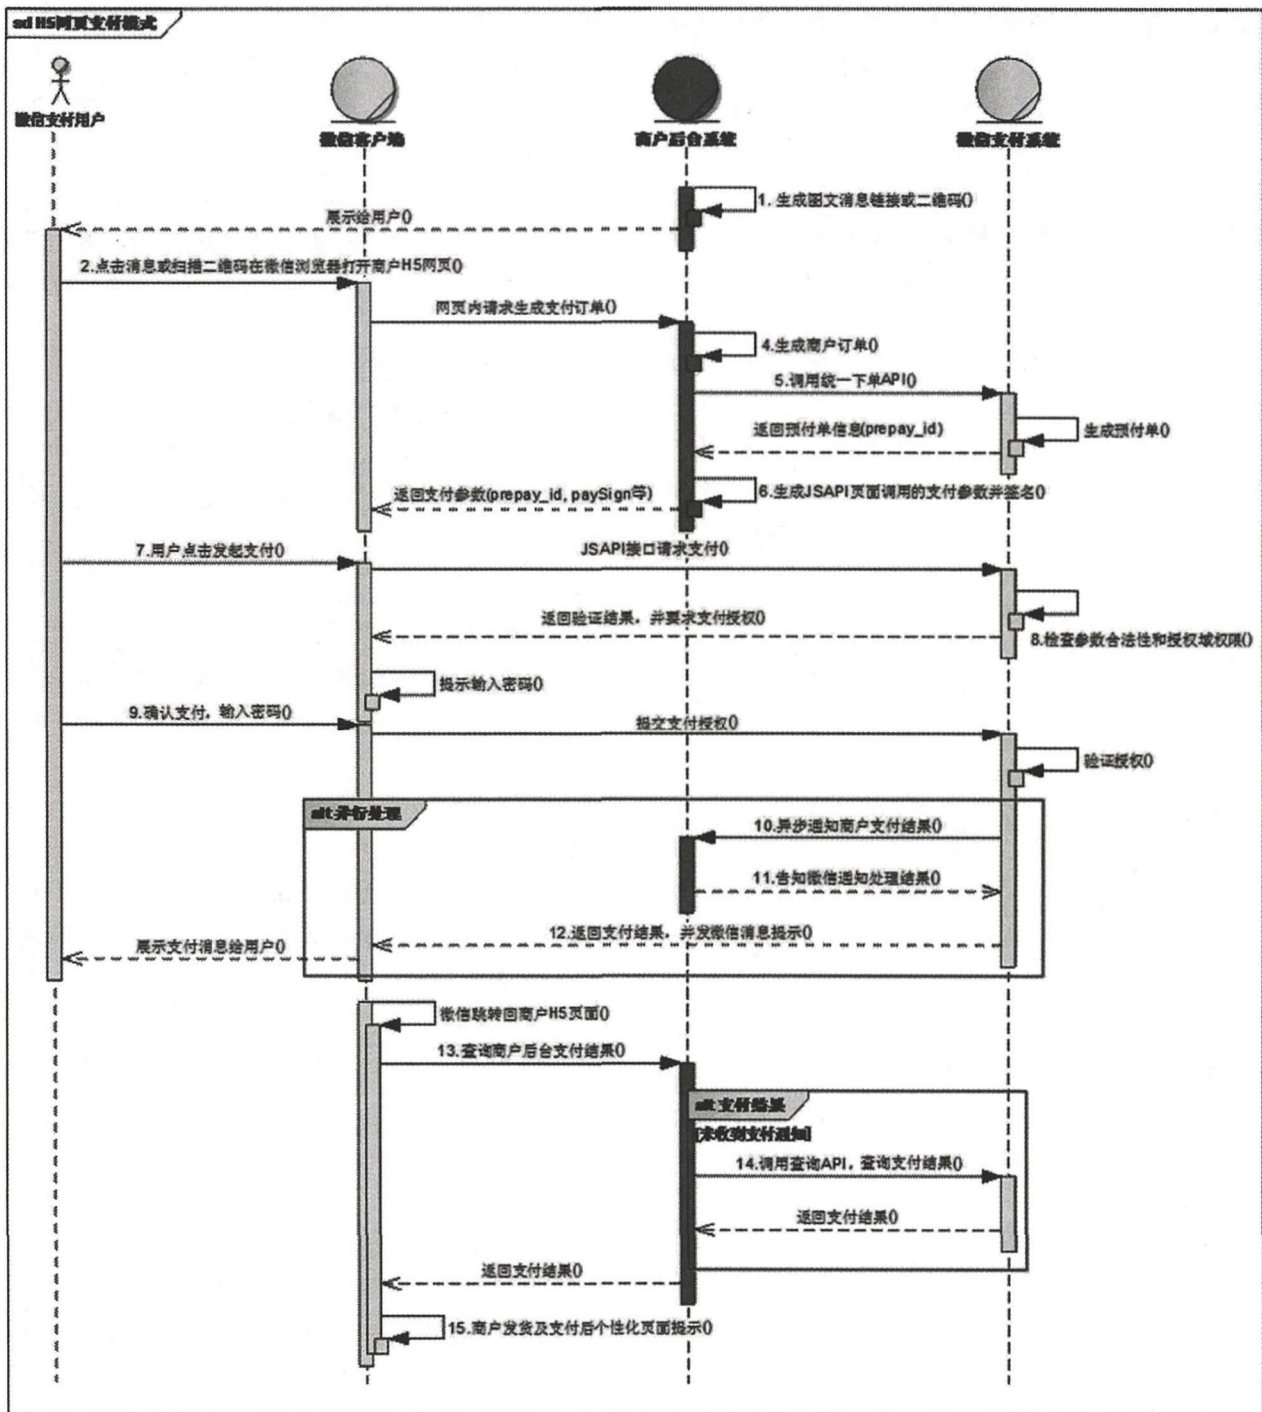 sd H5网页支付模式
微信支付用户
微信客户端
商户后台系统
微信支付系统
1. 生成图文消息链接或二维码()
展示给用户()
2.点击消息或扫描二维码在微信浏览器打开商户H5网页()
网页内请求生成支付订单()
4.生成商户订单()
5.调用统一下单API()
返回预付单信息(prepay_id)
生成预付单()
返回支付参数(prepay_id, paySign等)
6.生成JSAPI页面调用的支付参数并签名()
7.用户点击发起支付()
JSAPI接口请求支付()
返回验证结果，并要求支付授权()
8.检查参数合法性和授权域权限()
提示输入密码()
9.确认支付，输入密码()
提交支付授权()
验证授权()
alt 并行处理
10.异步通知商户支付结果()
11.告知微信通知处理结果()
12.返回支付结果，并发微信消息提示()
展示支付消息给用户()
微信跳转回商户H5页面()
13.查询商户后台支付结果()
alt 支付结果
[未收到支付通知]
14.调用查询API，查询支付结果()
返回支付结果()
返回支付结果()
15.商户发货及支付后个性化页面提示()